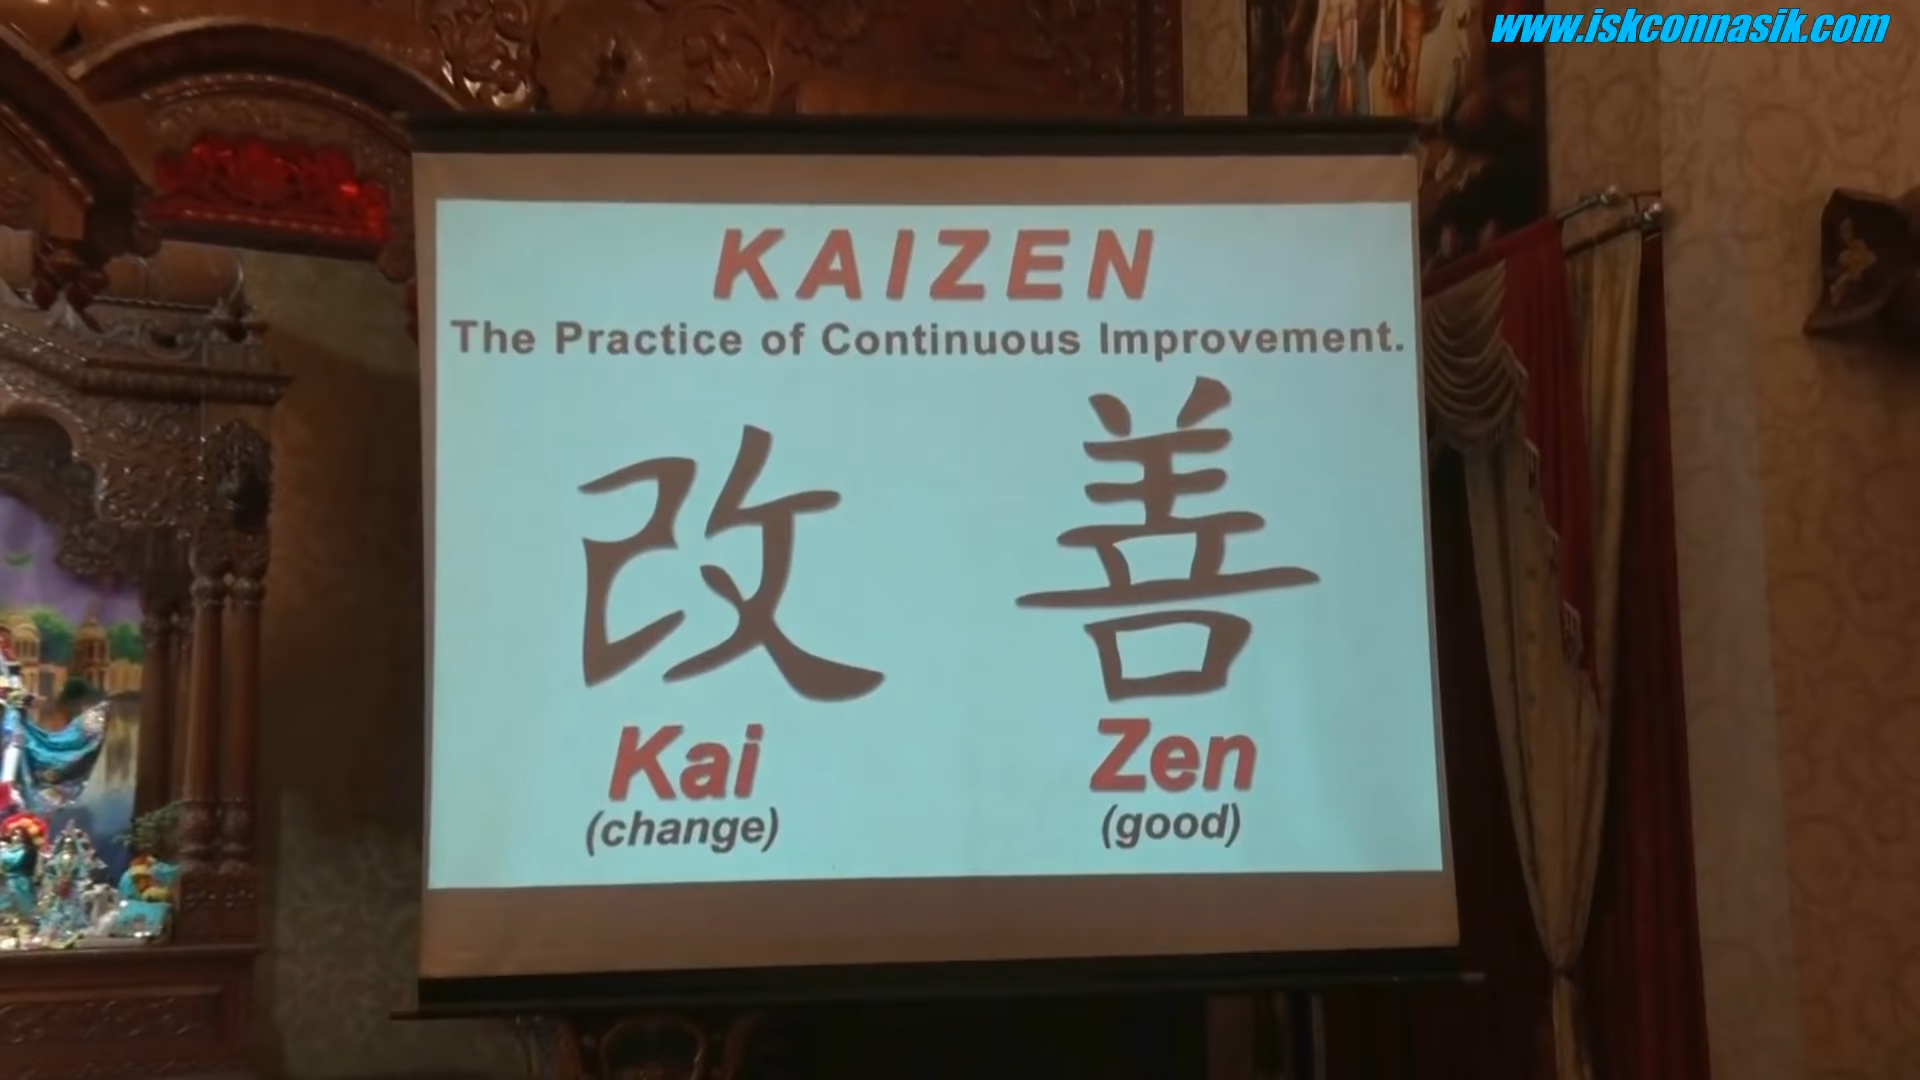 www.iskconnasik.com
KAIZEN
The Practice of Continuous Improvement.
改 善
Kai Zen
(change) (good)